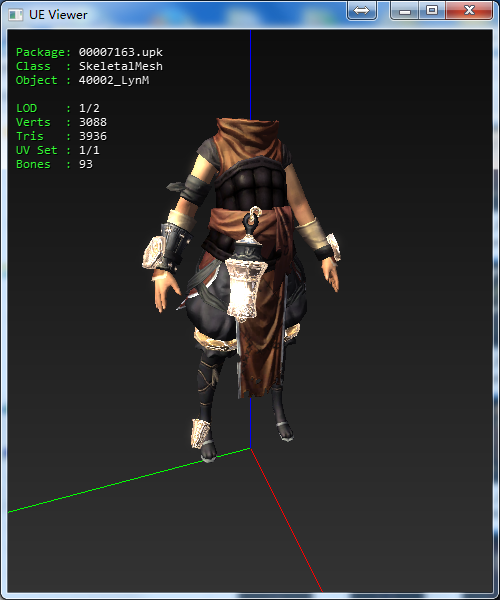 UE Viewer
Package: 00007163.upk
Class : SkeletalMesh
Object : 40002_LynM
LOD : 1/2
Verts : 3088
Tris : 3936
UV Set : 1/1
Bones : 93